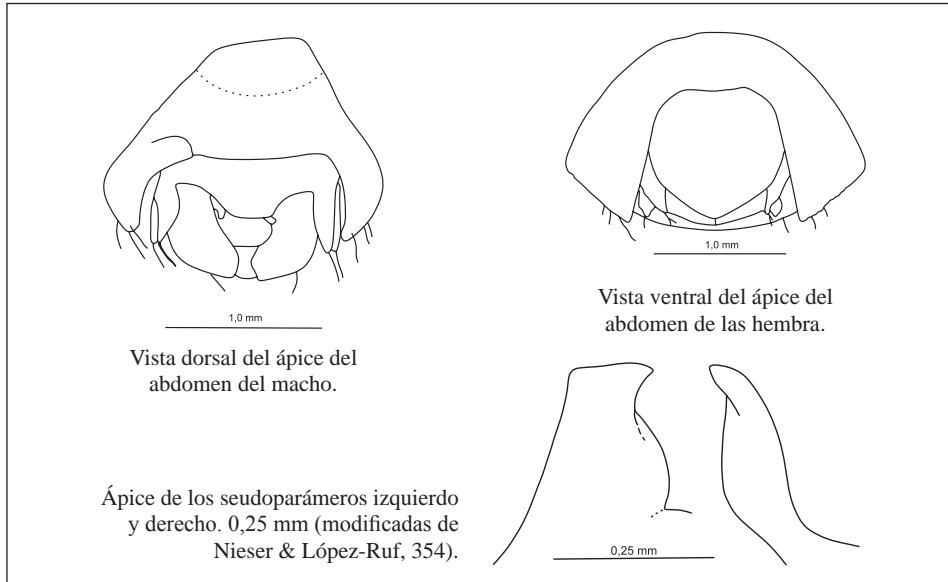 1,0 mm
Vista dorsal del ápice del
abdomen del macho.
1,0 mm
Vista ventral del ápice del
abdomen de las hembra.
Ápice de los seudoparámeros izquierdo
y derecho. 0,25 mm (modificadas de
Nieser & López-Ruf, 354).
0,25 mm